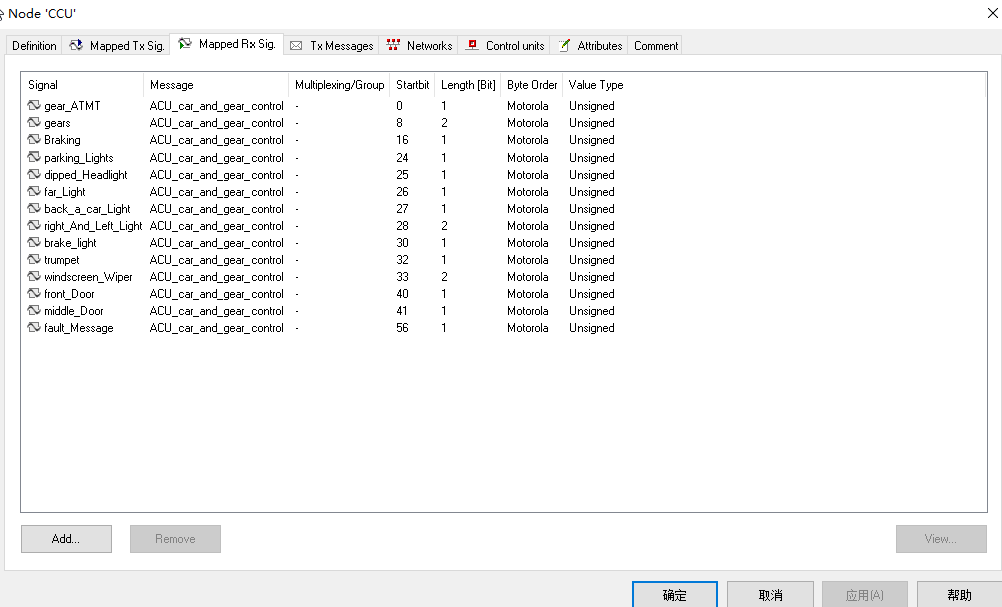 Node 'CCU'
Definition Mapped Tx Sig. Mapped Rx Sig. Tx Messages Networks Control units Attributes Comment
Signal Message Multiplexing/Group Startbit Length [Bit] Byte Order Value Type
gear_ATMT ACU_car_and_gear_control - 0 1 Motorola Unsigned
gears ACU_car_and_gear_control - 8 2 Motorola Unsigned
Braking ACU_car_and_gear_control - 16 1 Motorola Unsigned
parking_Lights ACU_car_and_gear_control - 24 1 Motorola Unsigned
dipped_Headlight ACU_car_and_gear_control - 25 1 Motorola Unsigned
far_Light ACU_car_and_gear_control - 26 1 Motorola Unsigned
back_a_car_Light ACU_car_and_gear_control - 27 1 Motorola Unsigned
right_And_Left_Light ACU_car_and_gear_control - 28 2 Motorola Unsigned
brake_light ACU_car_and_gear_control - 30 1 Motorola Unsigned
trumpet ACU_car_and_gear_control - 32 1 Motorola Unsigned
windscreen_Wiper ACU_car_and_gear_control - 33 2 Motorola Unsigned
front_Door ACU_car_and_gear_control - 40 1 Motorola Unsigned
middle_Door ACU_car_and_gear_control - 41 1 Motorola Unsigned
fault_Message ACU_car_and_gear_control - 56 1 Motorola Unsigned
Add... Remove View...
确定 取消 应用(A) 帮助